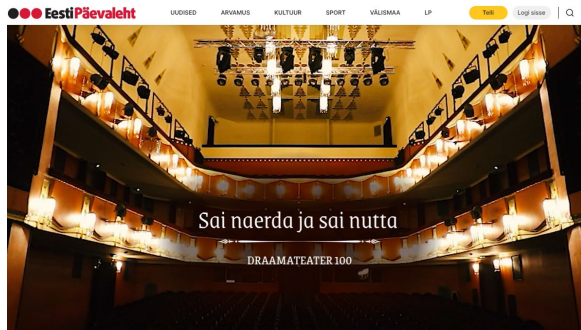 Eesti Päevaleht
UUDISED ARVAMUS KULTUUR SPORT VÄLISMAA LP
Telli Logi sisse
Sai naerda ja sai nutta
DRAAMATEATER 100